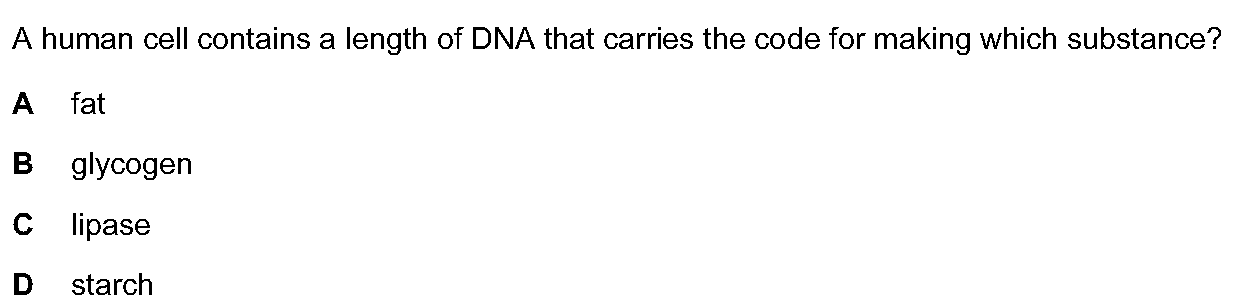 A human cell contains a length of DNA that carries the code for making which substance?
A fat
B glycogen
C lipase
D starch